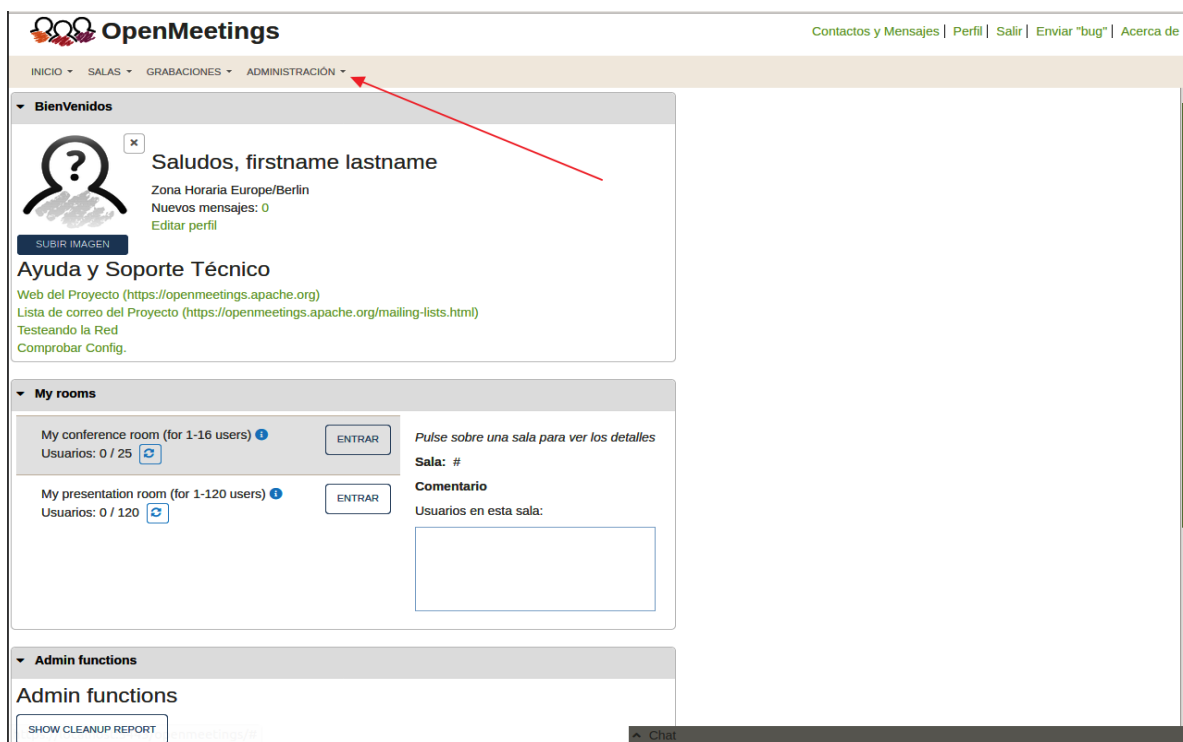 OpenMeetings
Contactos y Mensajes| Perfil| Salir| Enviar "bug"| Acerca de
INICIO SALAS GRABACIONES ADMINISTRACIÓN
BienVenidos
Saludos, firstname lastname
Zona Horaria Europe/Berlin
Nuevos mensajes: 0
Editar perfil
SUBIR IMAGEN
Ayuda y Soporte Técnico
Web del Proyecto (https://openmeetings.apache.org)
Lista de correo del Proyecto (https://openmeetings.apache.org/mailing-lists.html)
Testeando la Red
Comprobar Config.
My rooms
My conference room (for 1-16 users)
Usuarios: 0 / 25
ENTRAR
My presentation room (for 1-120 users)
Usuarios: 0 / 120
ENTRAR
Pulse sobre una sala para ver los detalles
Sala: #
Comentario
Usuarios en esta sala:
Admin functions
Admin functions
SHOW CLEANUP REPORT
Chat